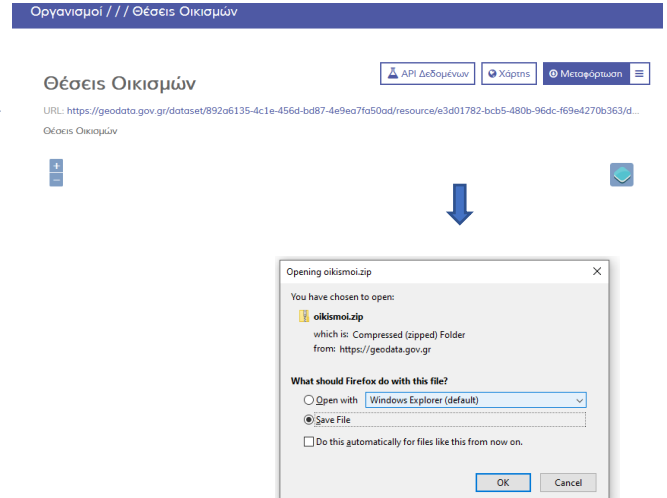 Οργανισμοί / / / Θέσεις Οικισμών
Θέσεις Οικισμών
API Δεδομένων
Χάρτης
Μεταφόρτωση
URL: https://geodata.gov.gr/dataset/892a6135-4c1e-456d-bd87-4e9ea7fa50ad/resource/e3d01782-bcb5-480b-96dc-f69e4270b363/d...
Θέσεις Οικισμών
+
−
Opening oikismoi.zip
You have chosen to open:
oikismoi.zip
which is: Compressed (zipped) Folder
from: https://geodata.gov.gr
What should Firefox do with this file?
Open with Windows Explorer (default)
Save File
Do this automatically for files like this from now on.
OK Cancel